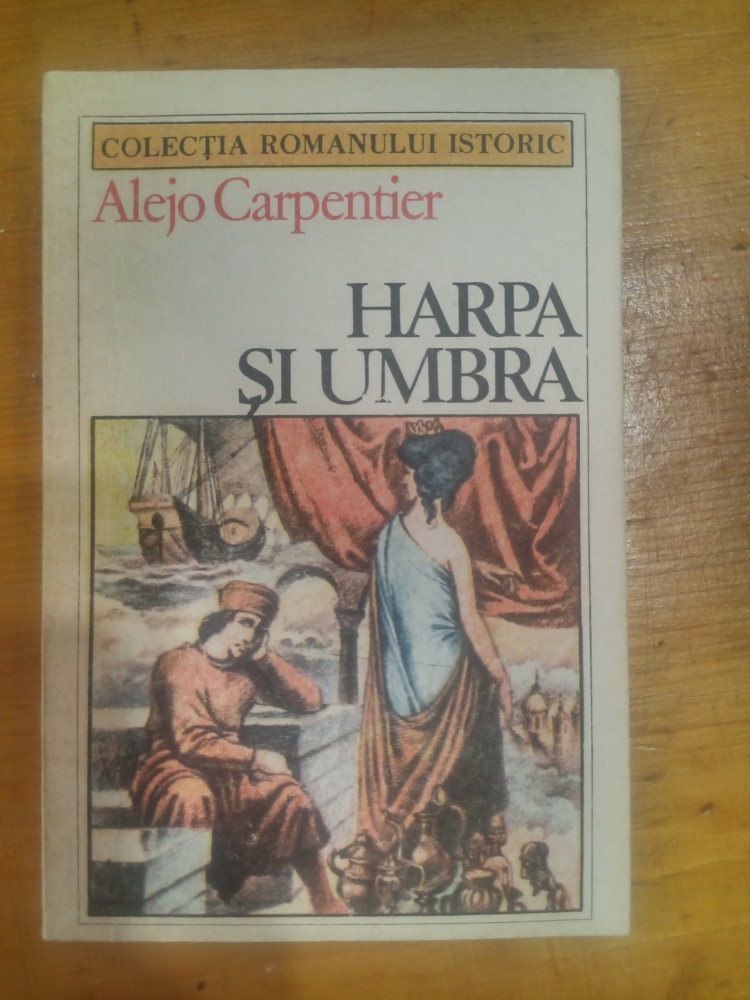 COLECȚIA ROMANULUI ISTORIC
Alejo Carpentier
HARPA
ȘI UMBRA